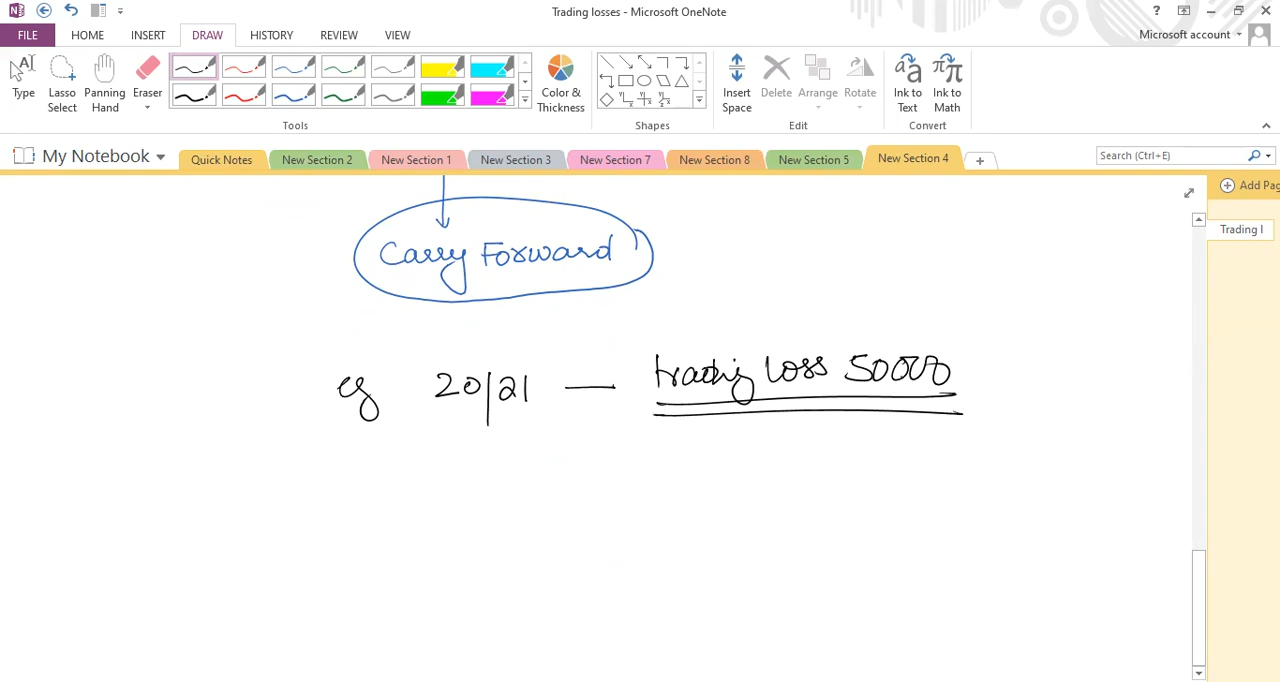 Trading losses - Microsoft OneNote
?
FILE HOME INSERT DRAW HISTORY REVIEW VIEW
Microsoft account
Type
Lasso Select
Panning Hand
Eraser
Color & Thickness
Insert Space
Delete
Arrange
Rotate
Ink to Text
Ink to Math
Tools Shapes Edit Convert
My Notebook Quick Notes New Section 2 New Section 1 New Section 3 New Section 7 New Section 8 New Section 5 New Section 4
Search (Ctrl+E)
Add Pag
Trading l
Carry Forward
eg 20/21 — trading loss 50000